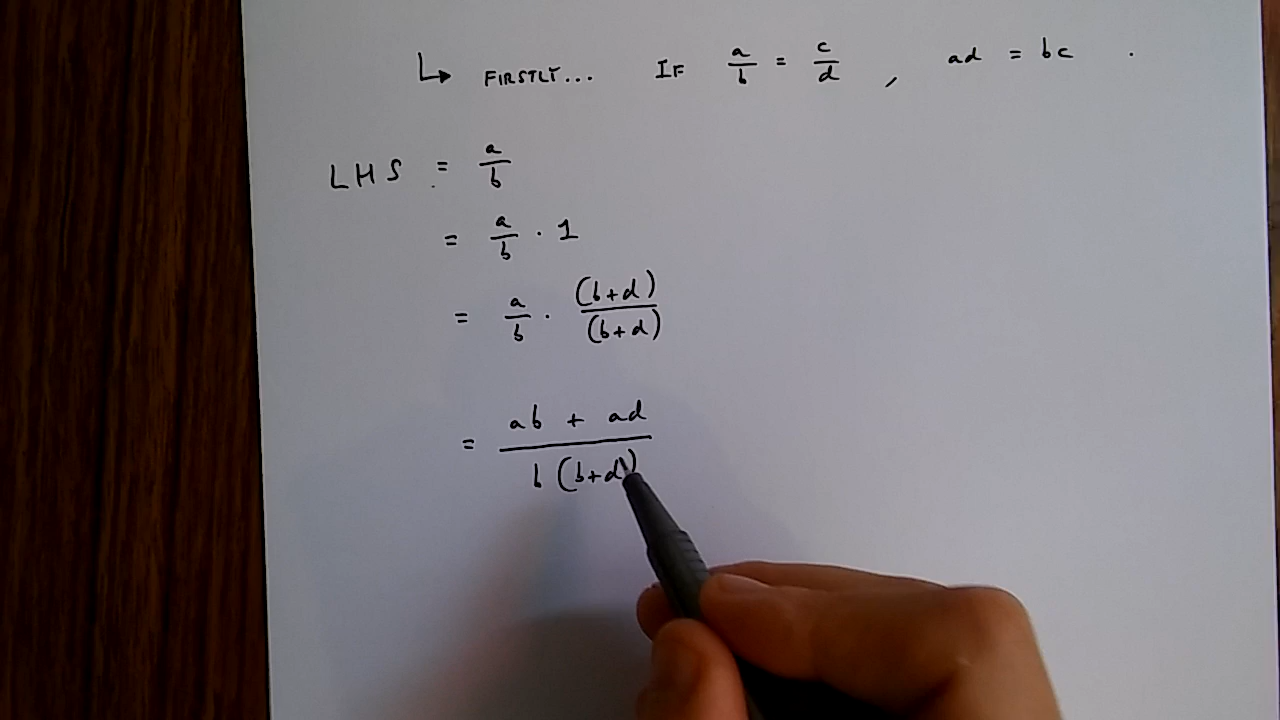 ↳ FIRSTLY... IF a/b = c/d , ad = bc .
LHS = a/b
= a/b · 1
= a/b · (b+d)/(b+d)
= ab + ad / b(b+d)